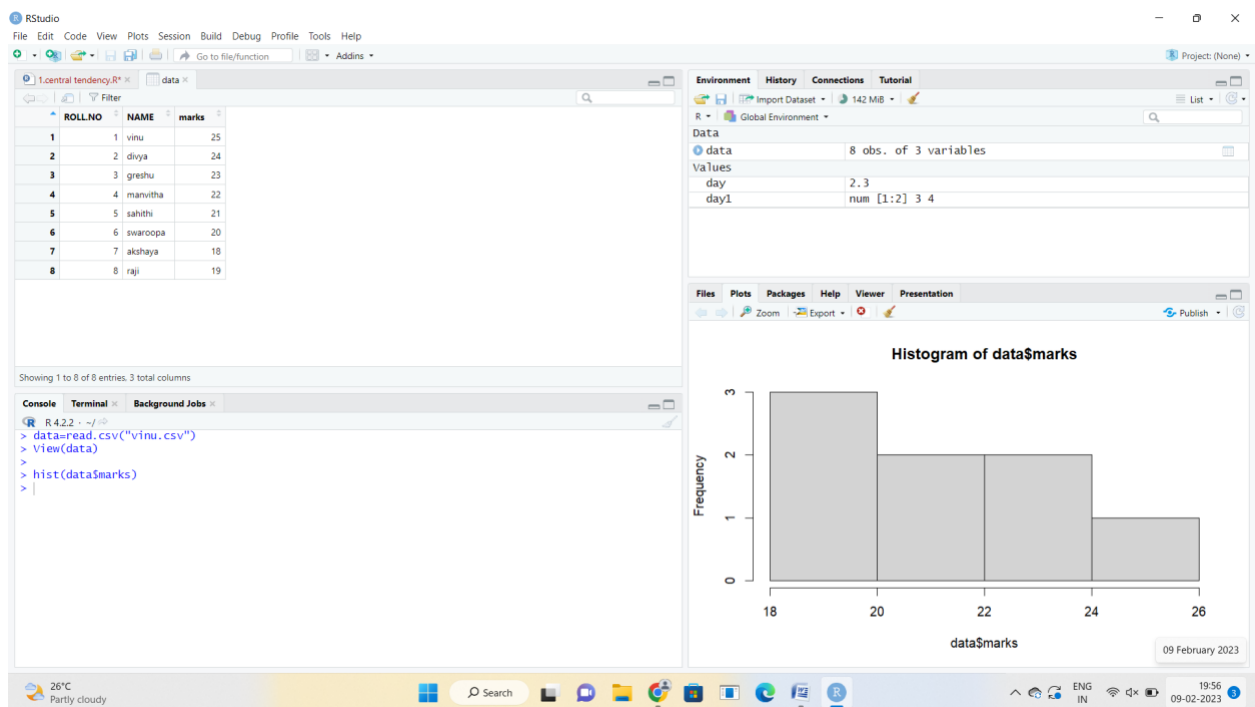 RStudio
File Edit Code View Plots Session Build Debug Profile Tools Help
Go to file/function Addins Project: (None)
1.central tendency.R* data
Filter
ROLL.NO NAME marks
1 1 vinu 25
2 2 divya 24
3 3 greshu 23
4 4 manvitha 22
5 5 sahithi 21
6 6 swaroopa 20
7 7 akshaya 18
8 8 raji 19
Showing 1 to 8 of 8 entries, 3 total columns
Console Terminal Background Jobs
R 4.2.2 · ~/
> data=read.csv("vinu.csv")
> View(data)
>
> hist(data$marks)
>
Environment History Connections Tutorial
Import Dataset 142 MiB List
R Global Environment
Data
data 8 obs. of 3 variables
Values
day 2.3
day1 num [1:2] 3 4
Files Plots Packages Help Viewer Presentation
Zoom Export Publish
Histogram of data$marks
Frequency
3
2
1
0
18 20 22 24 26
data$marks
09 February 2023
26°C
Partly cloudy
Search
ENG
IN
19:56
09-02-2023
3